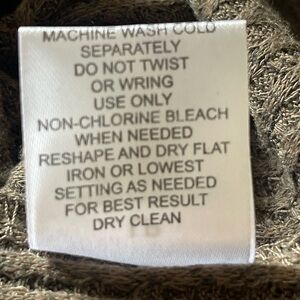 MACHINE WASH COLD
SEPARATELY
DO NOT TWIST
OR WRING
USE ONLY
NON-CHLORINE BLEACH
WHEN NEEDED
RESHAPE AND DRY FLAT
IRON OR LOWEST
SETTING AS NEEDED
FOR BEST RESULT
DRY CLEAN